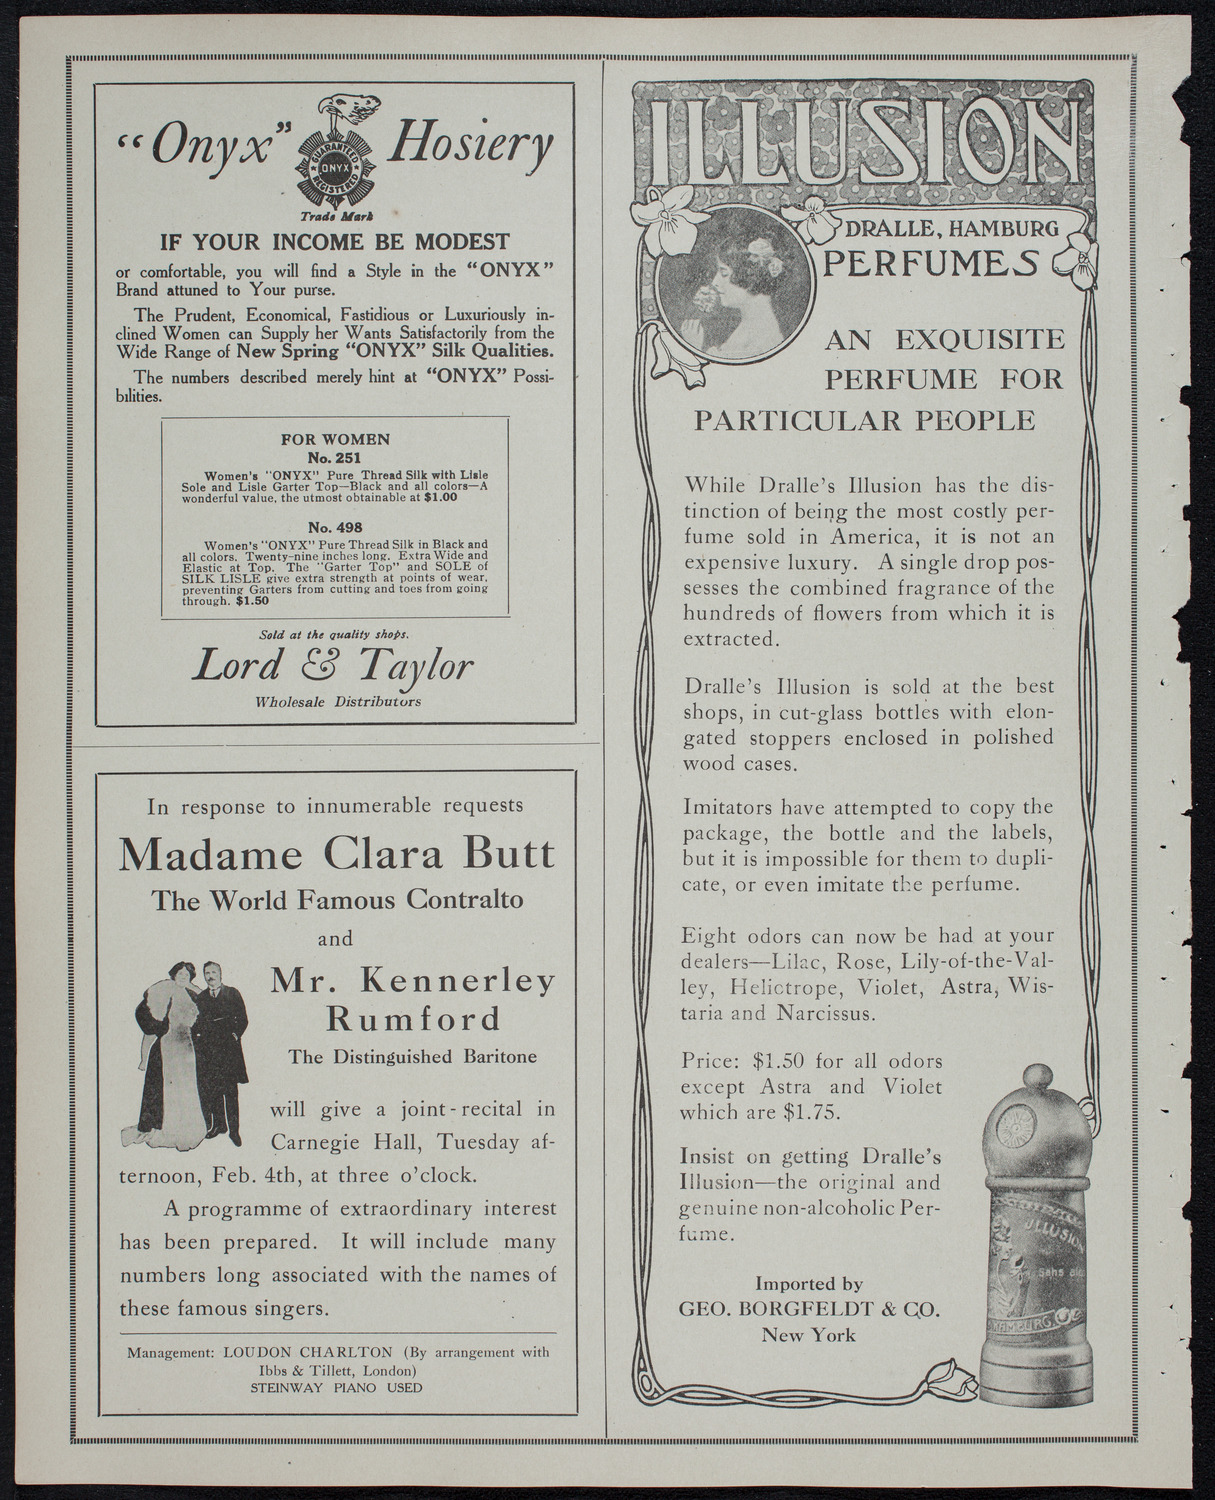 "Onyx" Hosiery
GUARANTEED
ONYX
REGISTERED
Trade Mark
IF YOUR INCOME BE MODEST
or comfortable, you will find a Style in the "ONYX"
Brand attuned to Your purse.
The Prudent, Economical, Fastidious or Luxuriously in-
clined Women can Supply her Wants Satisfactorily from the
Wide Range of New Spring "ONYX" Silk Qualities.
The numbers described merely hint at "ONYX" Possi-
bilities.
FOR WOMEN
No. 251
Women's "ONYX" Pure Thread Silk with Lisle
Sole and Lisle Garter Top—Black and all colors—A
wonderful value, the utmost obtainable at $1.00
No. 498
Women's "ONYX" Pure Thread Silk in Black and
all colors. Twenty-nine inches long. Extra Wide and
Elastic at Top. The "Garter Top" and SOLE of
SILK LISLE give extra strength at points of wear,
preventing Garters from cutting and toes from going
through. $1.50
Sold at the quality shops.
Lord & Taylor
Wholesale Distributors
In response to innumerable requests
Madame Clara Butt
The World Famous Contralto
and
Mr. Kennerley
Rumford
The Distinguished Baritone
will give a joint-recital in
Carnegie Hall, Tuesday af-
ternoon, Feb. 4th, at three o'clock.
A programme of extraordinary interest
has been prepared. It will include many
numbers long associated with the names of
these famous singers.
Management: LOUDON CHARLTON (By arrangement with
Ibbs & Tillett, London)
STEINWAY PIANO USED
ILLUSION
DRALLE, HAMBURG
PERFUMES
AN EXQUISITE
PERFUME FOR
PARTICULAR PEOPLE
While Dralle's Illusion has the dis-
tinction of being the most costly per-
fume sold in America, it is not an
expensive luxury. A single drop pos-
sesses the combined fragrance of the
hundreds of flowers from which it is
extracted.
Dralle's Illusion is sold at the best
shops, in cut-glass bottles with elon-
gated stoppers enclosed in polished
wood cases.
Imitators have attempted to copy the
package, the bottle and the labels,
but it is impossible for them to dupli-
cate, or even imitate the perfume.
Eight odors can now be had at your
dealers—Lilac, Rose, Lily-of-the-Val-
ley, Heliotrope, Violet, Astra, Wis-
taria and Narcissus.
Price: $1.50 for all odors
except Astra and Violet
which are $1.75.
Insist on getting Dralle's
Illusion—the original and
genuine non-alcoholic Per-
fume.
Imported by
GEO. BORGFELDT & CO.
New York
ILLUSION
HAMBURG